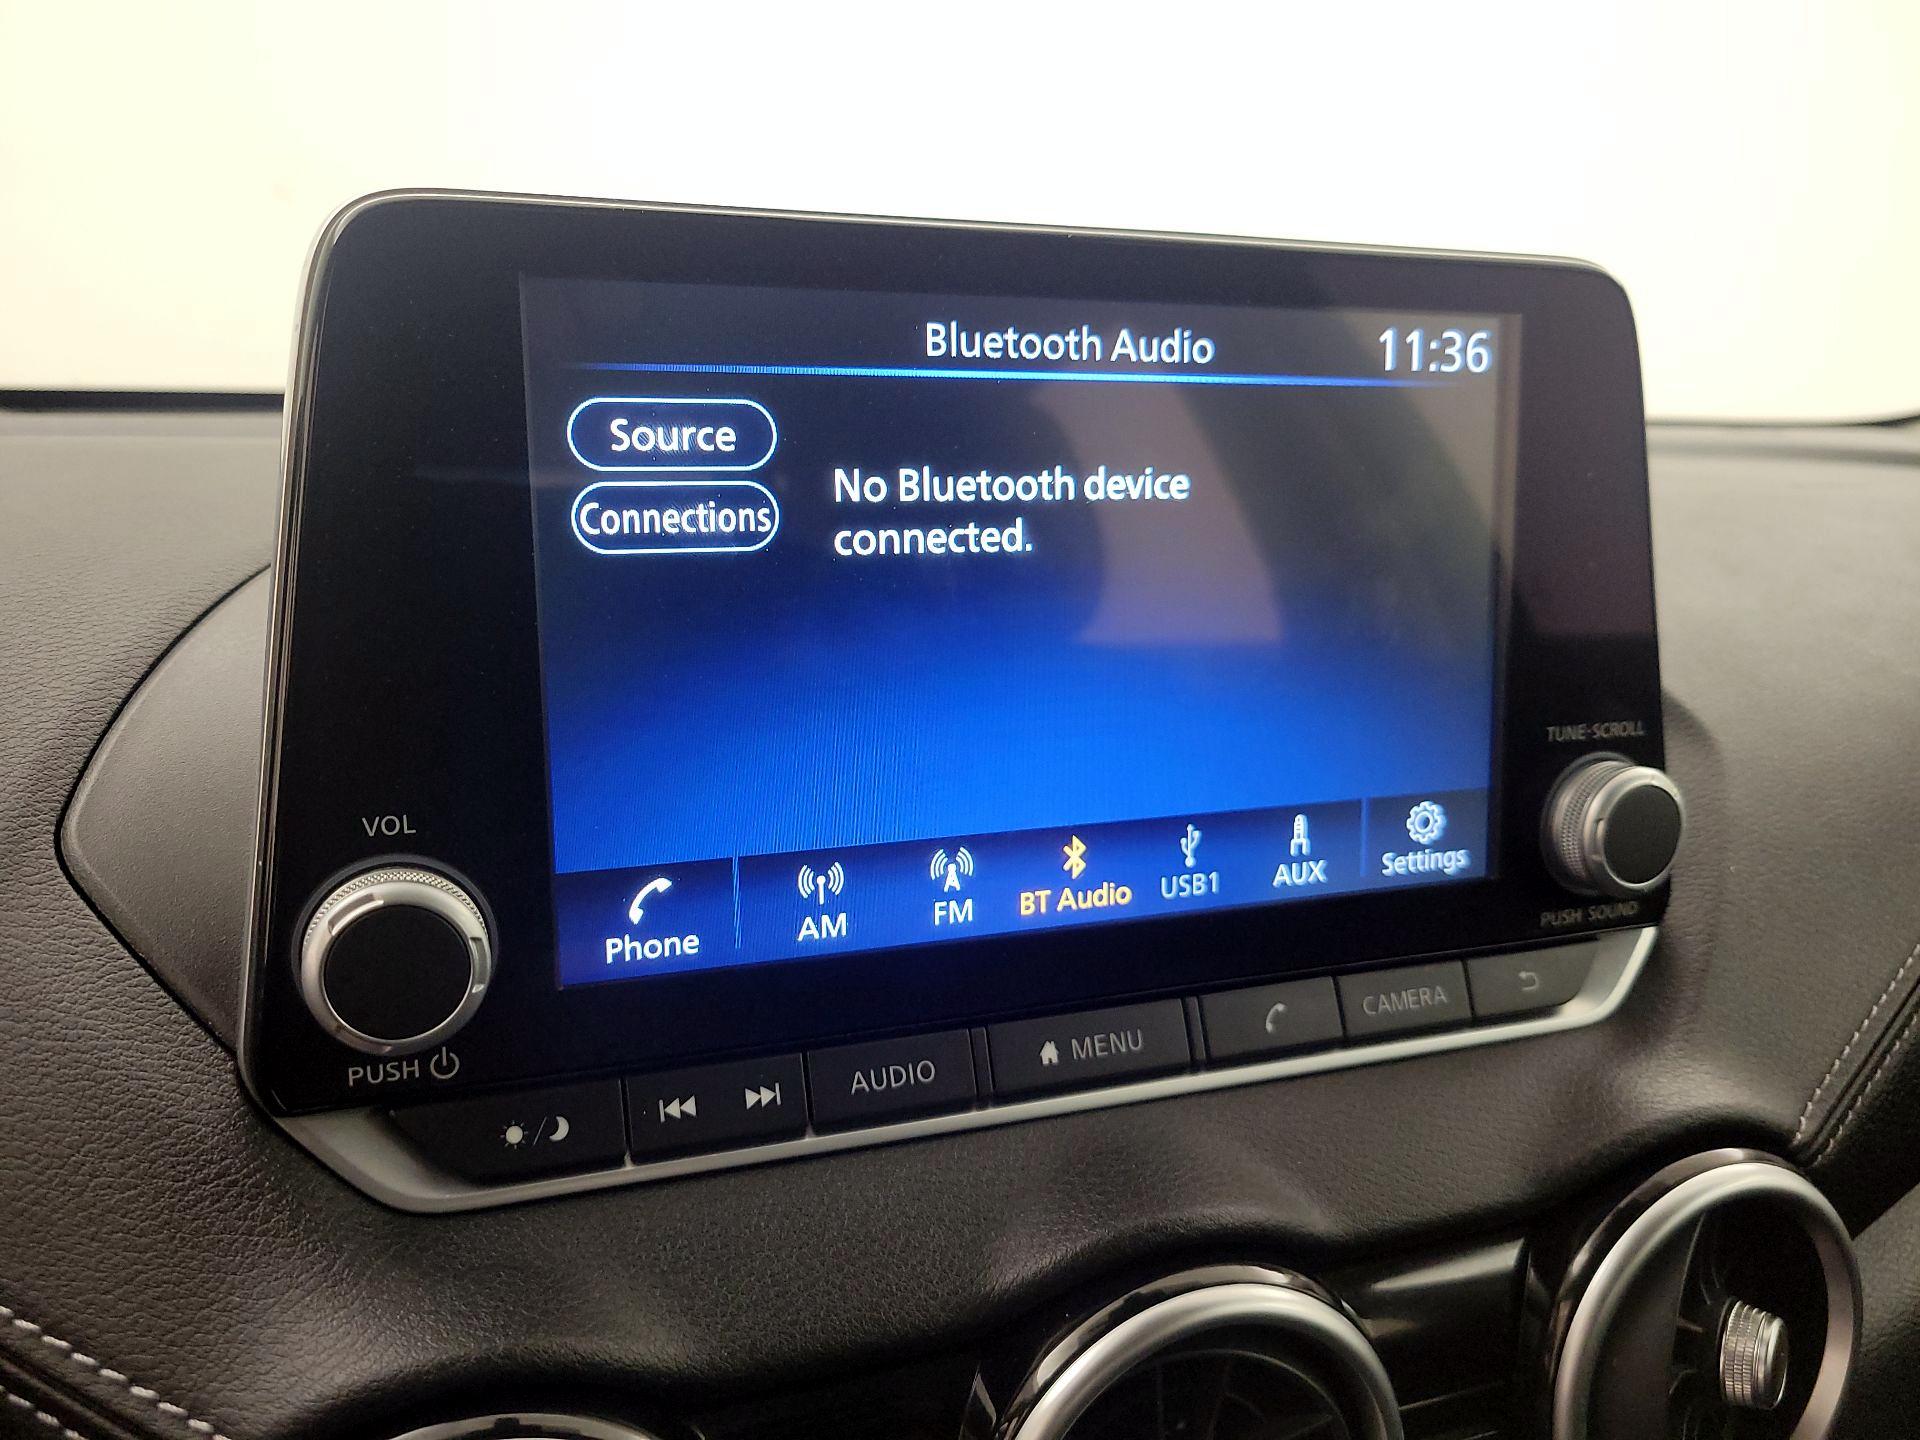 Bluetooth Audio
11:36
Source
Connections
No Bluetooth device
connected.
Phone
AM
FM
BT Audio
USB1
AUX
Settings
VOL
PUSH
TUNE·SCROLL
PUSH SOUND
AUDIO
MENU
CAMERA